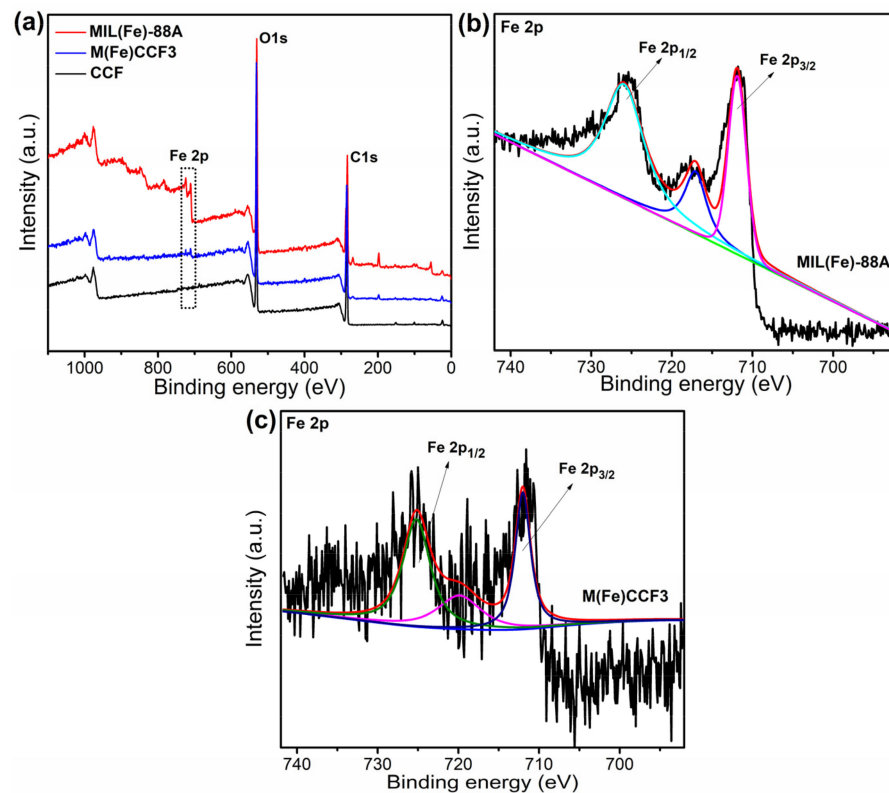 (a)
MIL(Fe)-88A
M(Fe)CCF3
CCF
O1s
Fe 2p
C1s
Intensity (a.u.)
1000 800 600 400 200 0
Binding energy (eV)
(b)
Fe 2p
Fe 2p1/2
Fe 2p3/2
MIL(Fe)-88A
Intensity (a.u.)
740 730 720 710 700
Binding energy (eV)
(c)
Fe 2p
Fe 2p1/2
Fe 2p3/2
M(Fe)CCF3
Intensity (a.u.)
740 730 720 710 700
Binding energy (eV)